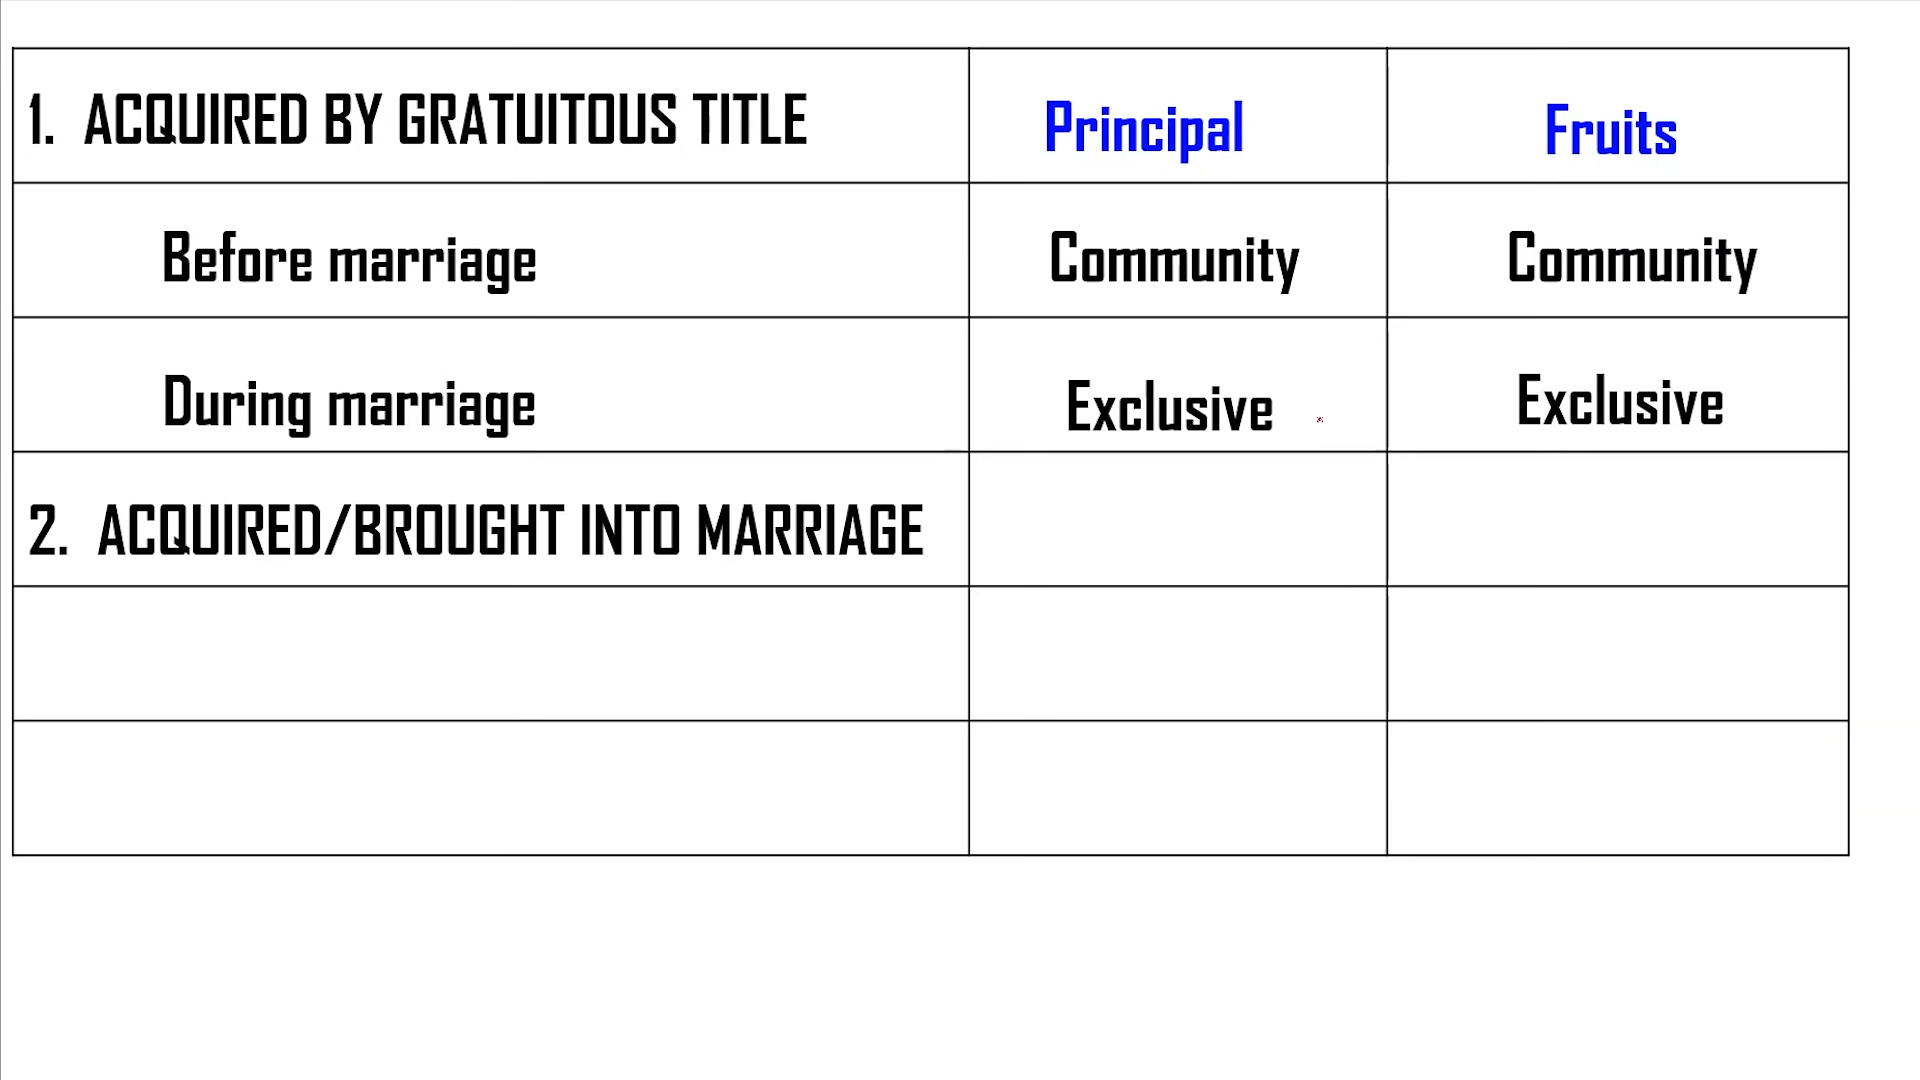 1. ACQUIRED BY GRATUITOUS TITLE Principal Fruits
Before marriage Community Community
During marriage Exclusive Exclusive
2. ACQUIRED/BROUGHT INTO MARRIAGE